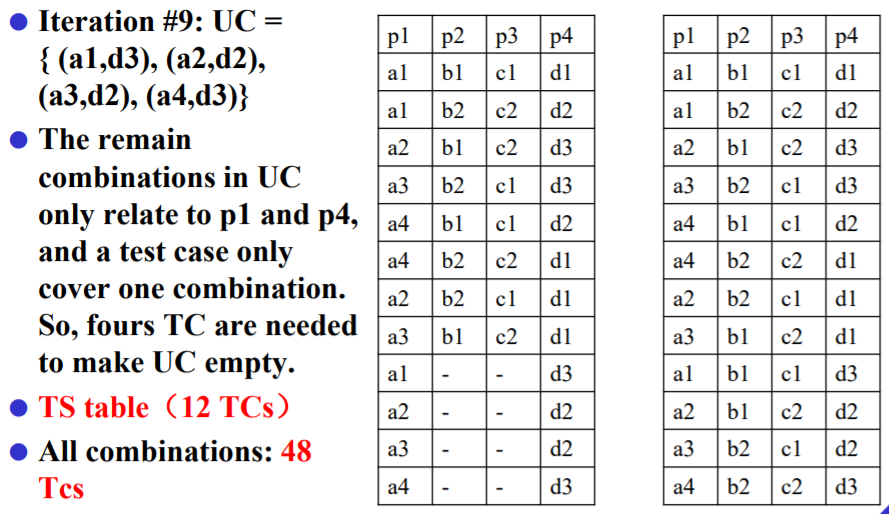 Iteration #9: UC =
{ (a1,d3), (a2,d2),
(a3,d2), (a4,d3)}
The remain
combinations in UC
only relate to p1 and p4,
and a test case only
cover one combination.
So, fours TC are needed
to make UC empty.
TS table（12 TCs）
All combinations: 48
Tcs
p1 p2 p3 p4
a1 b1 c1 d1
a1 b2 c2 d2
a2 b1 c2 d3
a3 b2 c1 d3
a4 b1 c1 d2
a4 b2 c2 d1
a2 b2 c1 d1
a3 b1 c2 d1
a1 - - d3
a2 - - d2
a3 - - d2
a4 - - d3
p1 p2 p3 p4
a1 b1 c1 d1
a1 b2 c2 d2
a2 b1 c2 d3
a3 b2 c1 d3
a4 b1 c1 d2
a4 b2 c2 d1
a2 b2 c1 d1
a3 b1 c2 d1
a1 b1 c1 d3
a2 b1 c2 d2
a3 b2 c1 d2
a4 b2 c2 d3